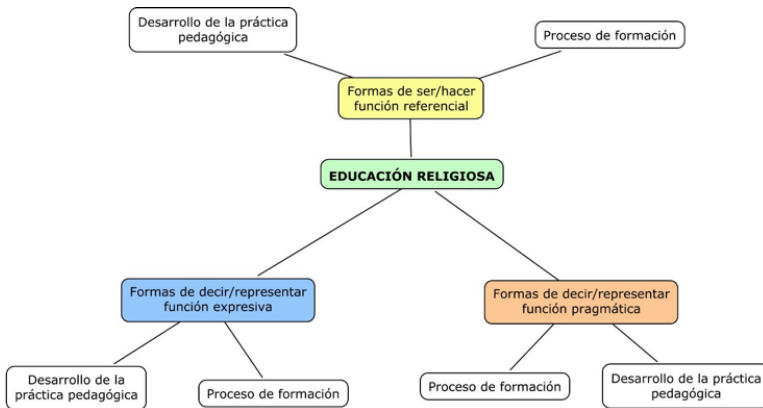 Desarrollo de la práctica
pedagógica
Proceso de formación
Formas de ser/hacer
función referencial
EDUCACIÓN RELIGIOSA
Formas de decir/representar
función expresiva
Formas de decir/representar
función pragmática
Desarrollo de la
práctica pedagógica
Proceso de formación
Proceso de formación
Desarrollo de la práctica
pedagógica